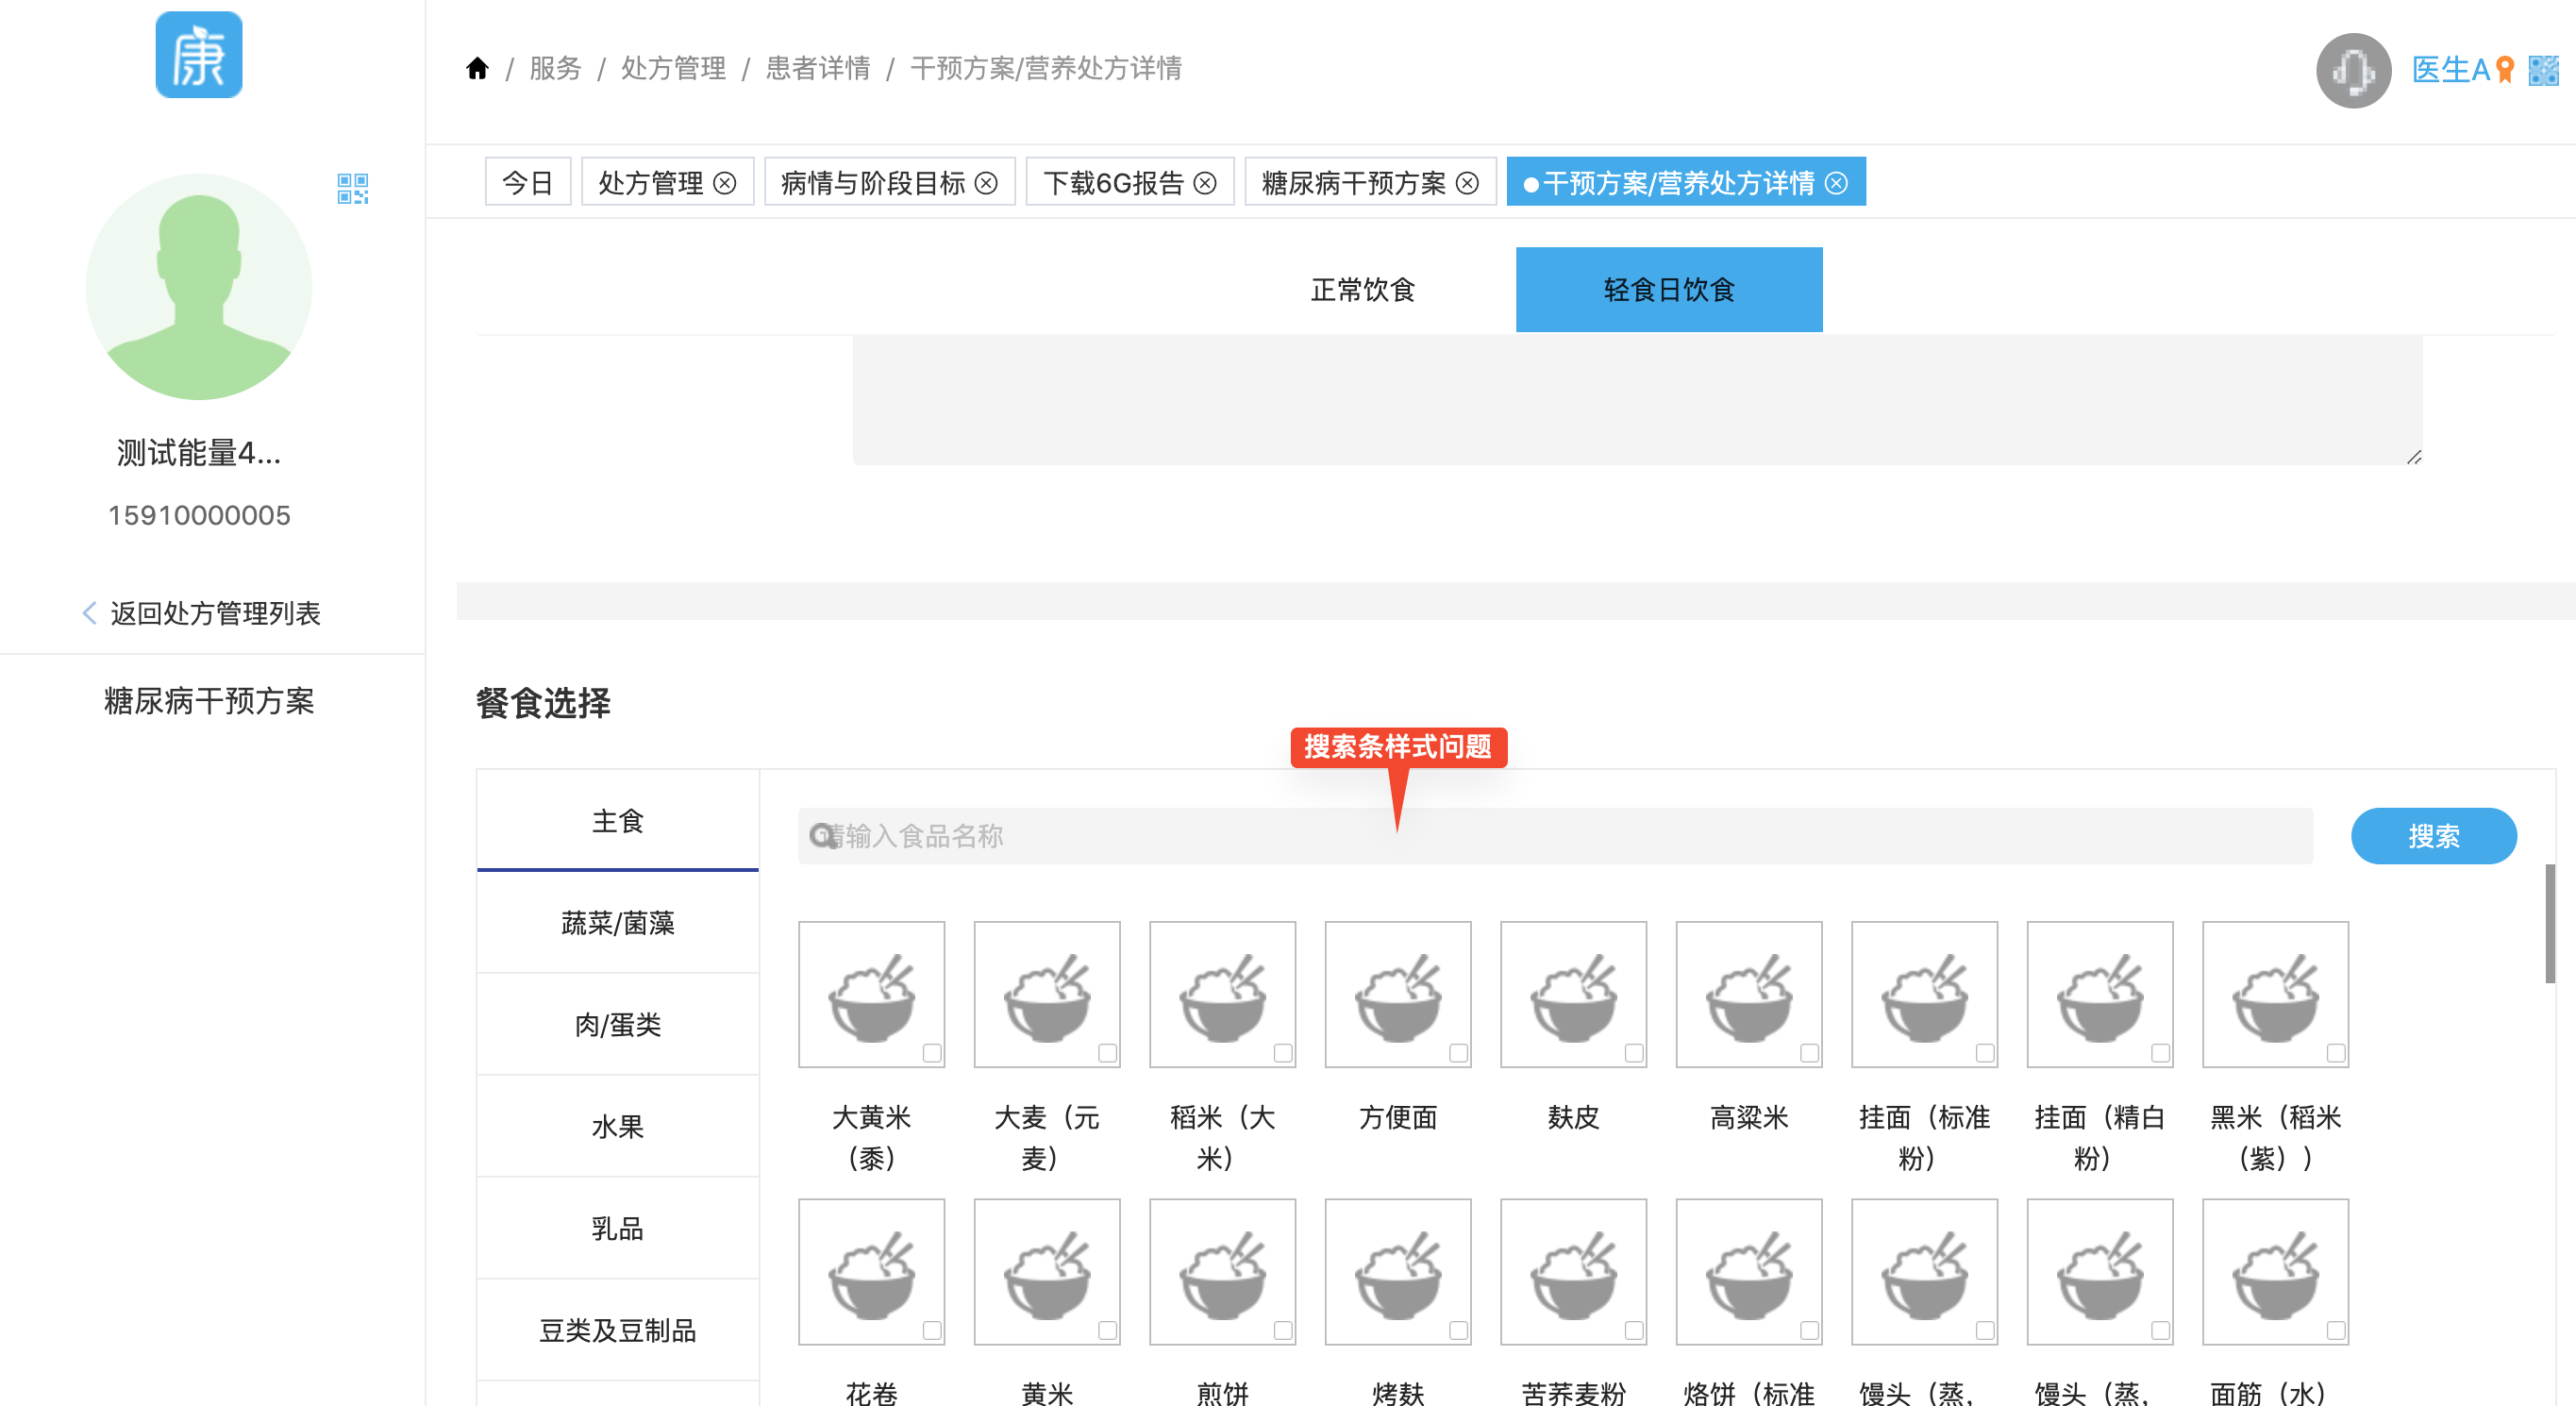 康
/ 服务 / 处方管理 / 患者详情 / 干预方案/营养处方详情
医生A
今日
处方管理
病情与阶段目标
下载6G报告
糖尿病干预方案
干预方案/营养处方详情
正常饮食
轻食日饮食
测试能量4...
15910000005
返回处方管理列表
糖尿病干预方案
餐食选择
搜索条样式问题
主食
蔬菜/菌藻
肉/蛋类
水果
乳品
豆类及豆制品
请输入食品名称
搜索
大黄米
（黍）
大麦（元
麦）
稻米（大
米）
方便面
麸皮
高粱米
挂面（标准
粉）
挂面（精白
粉）
黑米（稻米
（紫））
花卷
黄米
煎饼
烤麸
苦荞麦粉
烙饼（标准
馒头（蒸，
馒头（蒸，
面筋（水）